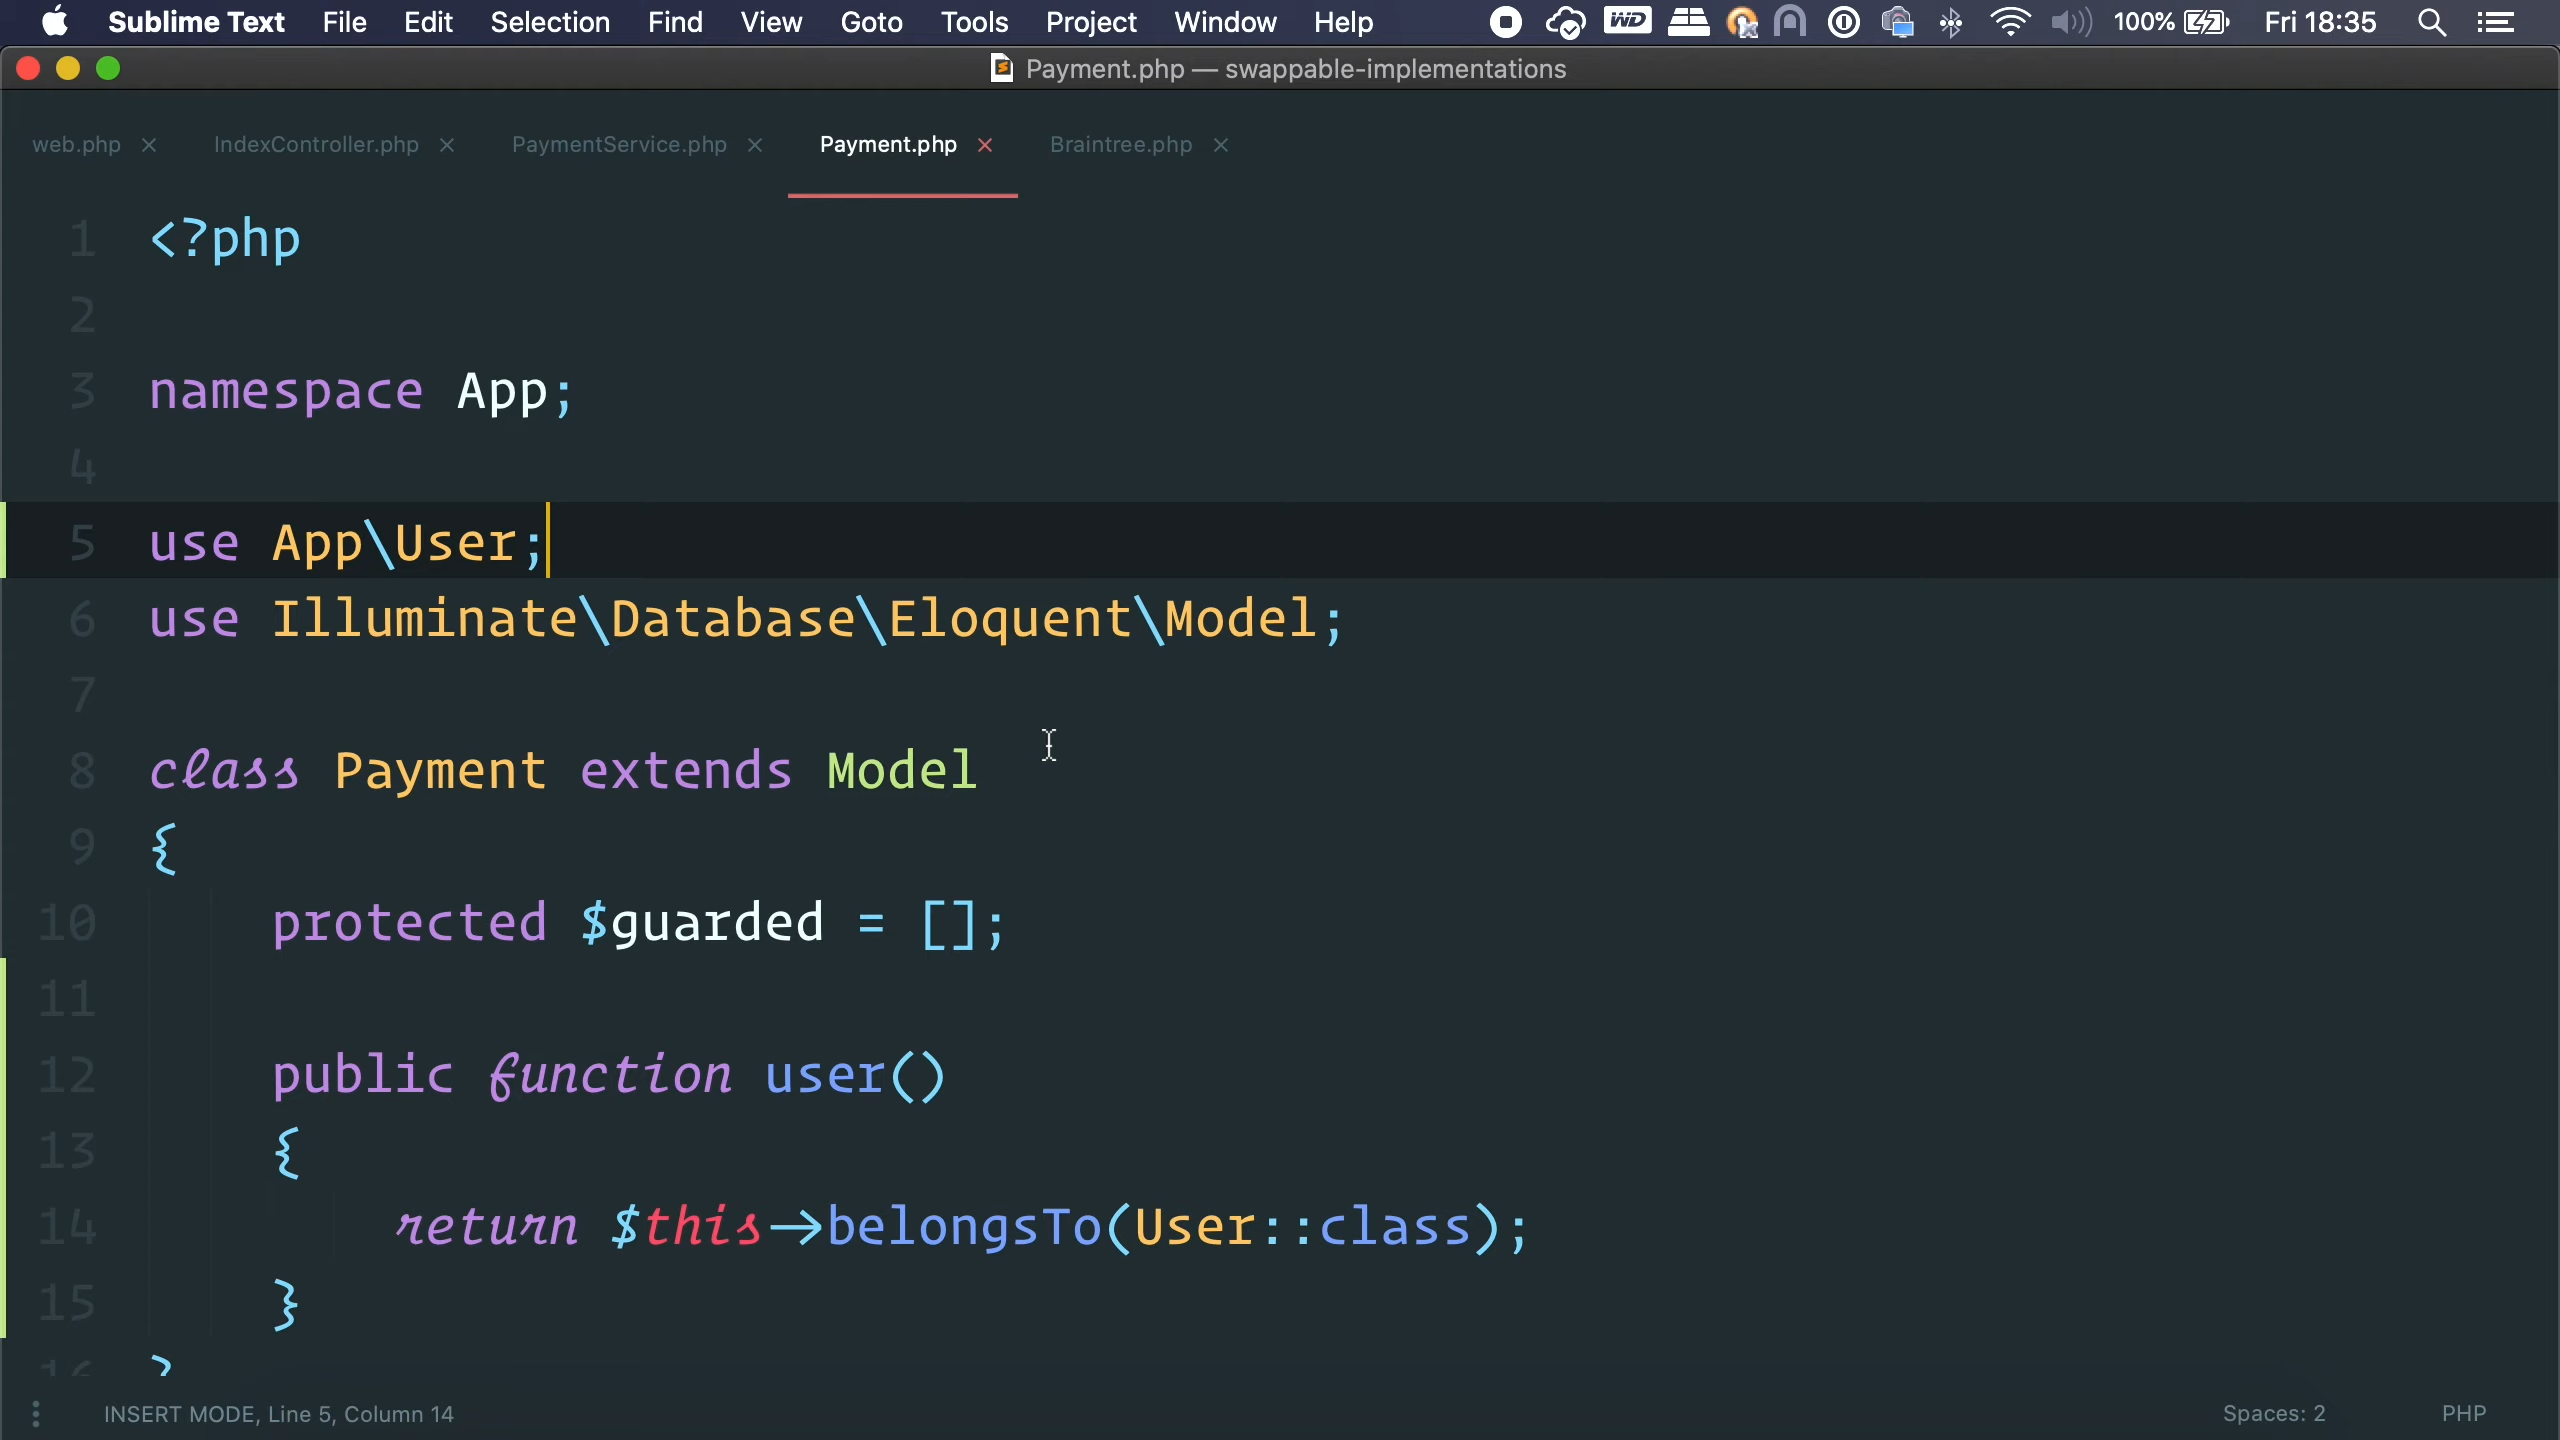 Sublime Text File Edit Selection Find View Goto Tools Project Window Help WD 100% Fri 18:35
Payment.php — swappable-implementations
web.php × IndexController.php × PaymentService.php × Payment.php × Braintree.php ×
1 <?php
2
3 namespace App;
4
5 use App\User;
6 use Illuminate\Database\Eloquent\Model;
7
8 class Payment extends Model
9 {
10 protected $guarded = [];
11
12 public function user()
13 {
14 return $this->belongsTo(User::class);
15 }
16 }
INSERT MODE, Line 5, Column 14 Spaces: 2 PHP